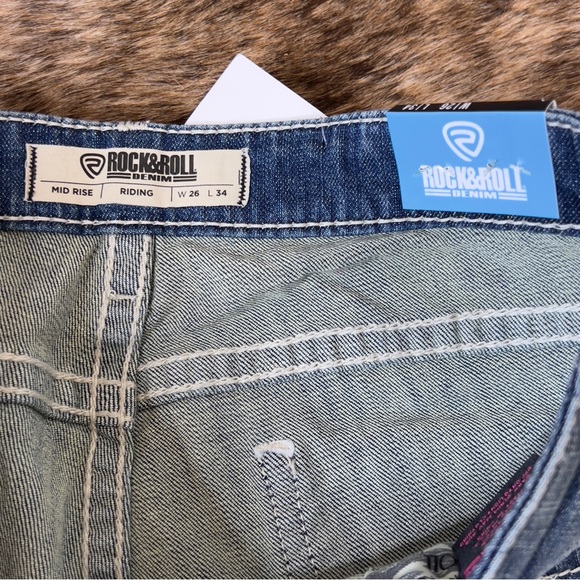 ROCK&ROLL
DENIM
MID RISE RIDING W 26 L 34
ROCK&ROLL
DENIM